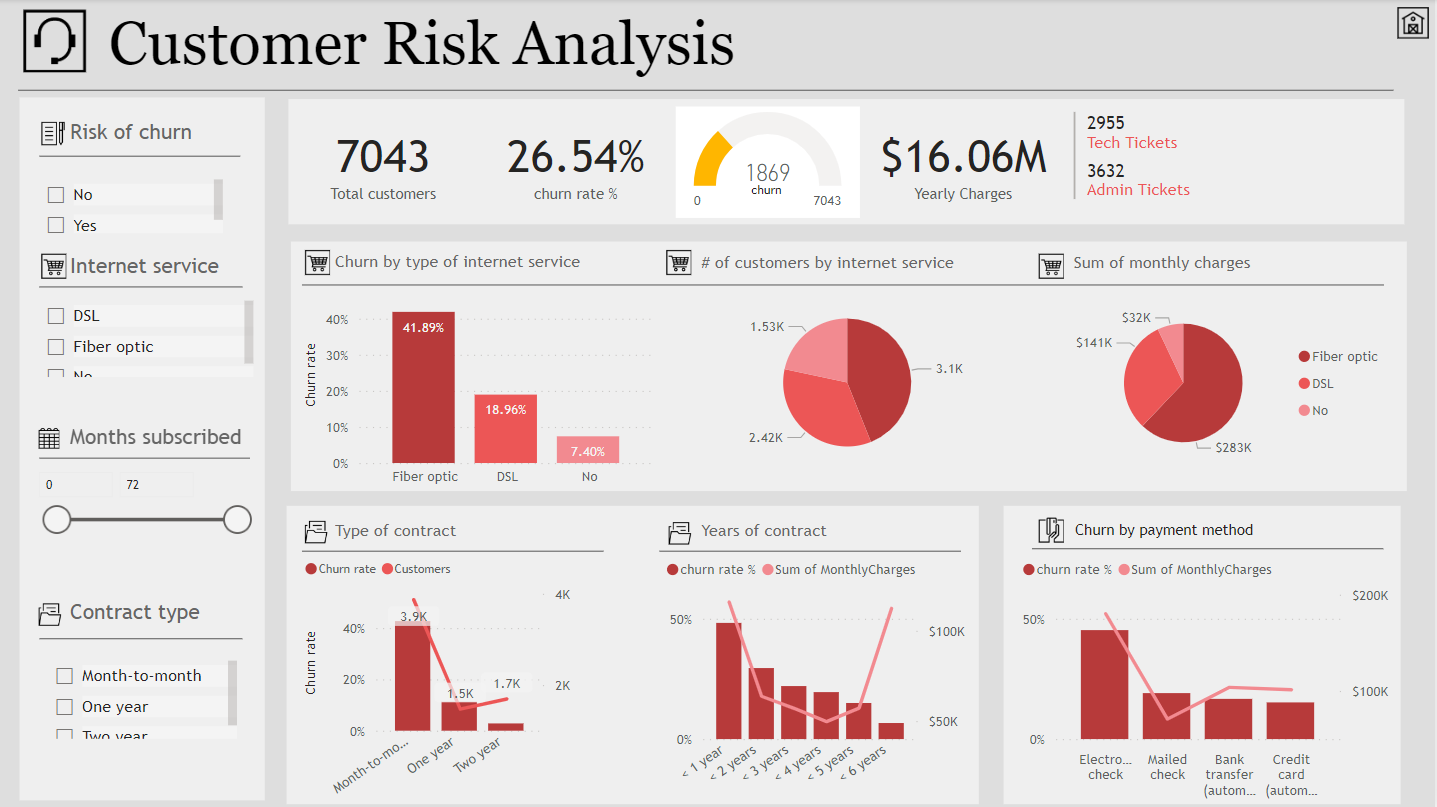 Customer Risk Analysis
Risk of churn
No
Yes
Internet service
DSL
Fiber optic
No
Months subscribed
0
72
Contract type
Month-to-month
One year
Two year
7043
Total customers
26.54%
churn rate %
1869
churn
0
7043
$16.06M
Yearly Charges
2955
Tech Tickets
3632
Admin Tickets
Churn by type of internet service
Churn rate
40%
30%
20%
10%
0%
41.89%
18.96%
7.40%
Fiber optic
DSL
No
# of customers by internet service
1.53K
3.1K
2.42K
Sum of monthly charges
$32K
$141K
$283K
Fiber optic
DSL
No
Type of contract
Churn rate
Customers
Churn rate
40%
20%
0%
3.9K
1.5K
1.7K
4K
2K
Month-to-mo...
One year
Two year
Years of contract
churn rate %
Sum of MonthlyCharges
50%
0%
$100K
$50K
< 1 year
< 2 years
< 3 years
< 4 years
< 5 years
< 6 years
Churn by payment method
churn rate %
Sum of MonthlyCharges
50%
0%
$200K
$100K
Electro...
check
Mailed
check
Bank
transfer
(autom...
Credit
card
(autom...